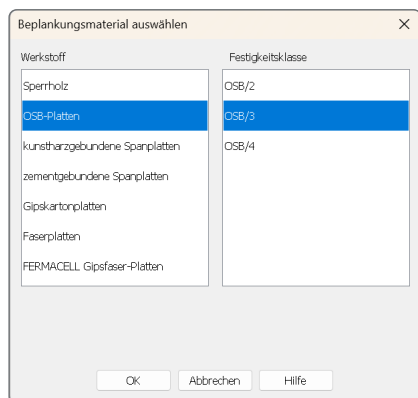 Beplankungsmaterial auswählen
Werkstoff
Festigkeitsklasse
Sperrholz
OSB/2
OSB-Platten
OSB/3
kunstharzgebundene Spanplatten
OSB/4
zementgebundene Spanplatten
Gipskartonplatten
Faserplatten
FERMACELL Gipsfaser-Platten
OK
Abbrechen
Hilfe